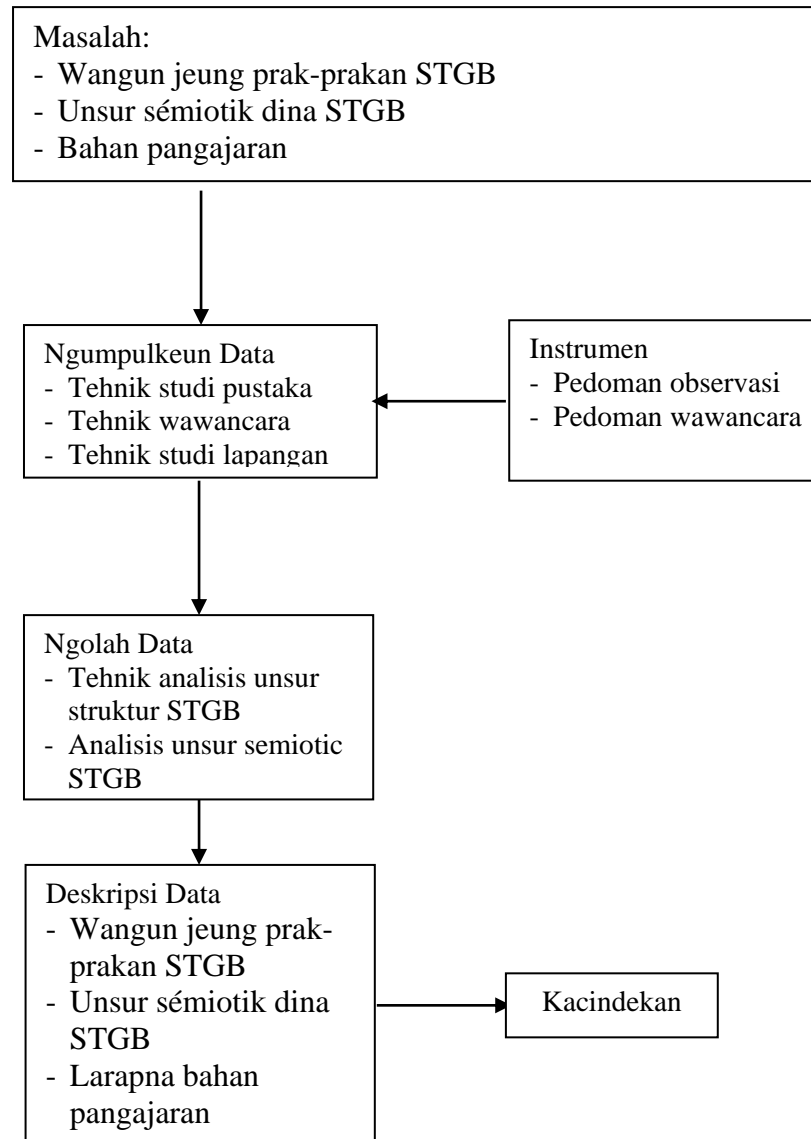 Masalah:
- Wangun jeung prak-prakan STGB
- Unsur sémiotik dina STGB
- Bahan pangajaran
Ngumpulkeun Data
- Tehnik studi pustaka
- Tehnik wawancara
- Tehnik studi lapangan
Instrumen
- Pedoman observasi
- Pedoman wawancara
Ngolah Data
- Tehnik analisis unsur
struktur STGB
- Analisis unsur semiotic
STGB
Deskripsi Data
- Wangun jeung prak-
prakan STGB
- Unsur sémiotik dina
STGB
- Larapna bahan
pangajaran
Kacindekan